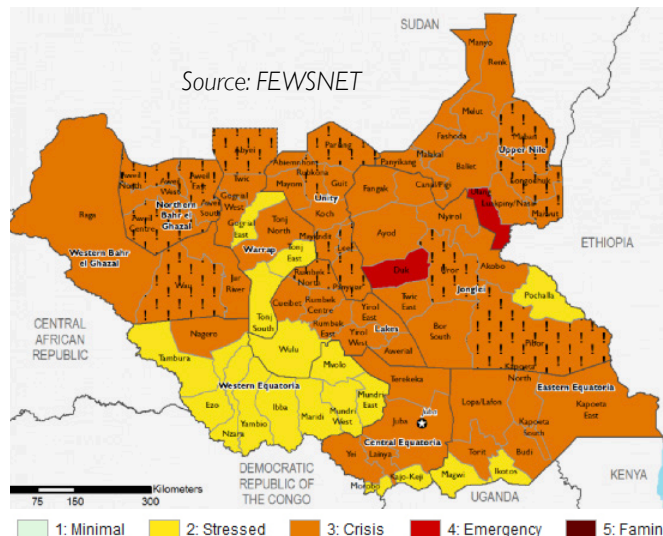 SUDAN
Source: FEWSNET
Manyo
Renk
Melut
Fashoda
Maban
Upper Nile
Abyei
Pariang
Panyikang
Malakal
Baliet
Abiemnhom
Rubkona
Aweil North
Aweil West
Aweil East
Northern Bahr el Ghazal
Twic
Mayom
Guit
Unity
Fangak
Canal/Pigi
Longochuk
Luakpiny/Nasir
Maiwut
Raga
Aweil Centre
Aweil South
Gogrial West
Gogrial East
Tonj North
Koch
Nyirol
Warrap
Mayendit
Leer
Ayod
ETHIOPIA
Western Bahr el Ghazal
Tonj East
Wau
Jur River
Rumbek North
Panyijiar
Duk
Uror
Akobo
Jonglei
Pochalla
Cueibet
Rumbek Centre
Yirol East
Twic East
Tonj South
Rumbek East
Lakes
Yirol West
Bor South
Pibor
CENTRAL AFRICAN REPUBLIC
Nagero
Tambura
Wulu
Awerial
Mvolo
Western Equatoria
Terekeka
Kapoeta North
Eastern Equatoria
Ezo
Ibba
Maridi
Mundri West
Mundri East
Lopa/Lafon
Kapoeta East
Yambio
Nzara
Juba
Juba
Central Equatoria
Kapoeta South
Yei
Lainya
Torit
Budi
Morobo
Kajo-Keji
Magwi
Ikotos
DEMOCRATIC REPUBLIC OF THE CONGO
UGANDA
KENYA
Kilometers
75 150 300
1: Minimal 2: Stressed 3: Crisis 4: Emergency 5: Famin